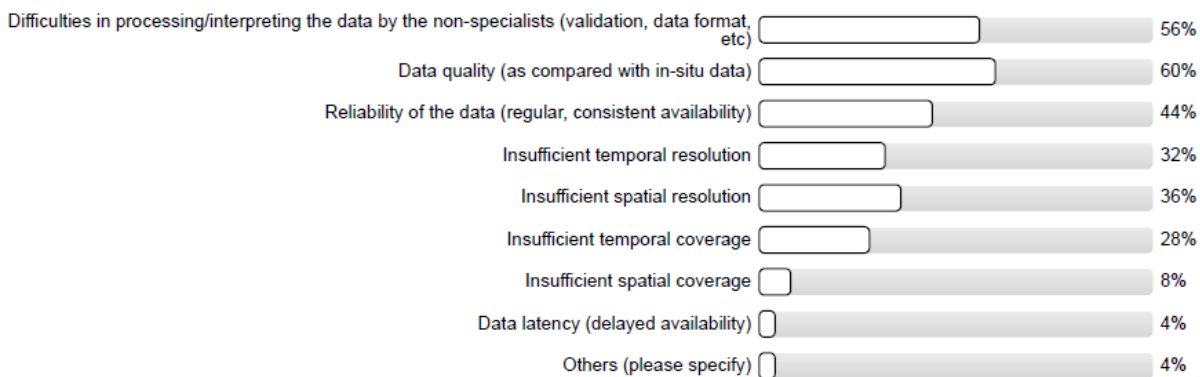 Difficulties in processing/interpreting the data by the non-specialists (validation, data format,
etc) 56%
Data quality (as compared with in-situ data) 60%
Reliability of the data (regular, consistent availability) 44%
Insufficient temporal resolution 32%
Insufficient spatial resolution 36%
Insufficient temporal coverage 28%
Insufficient spatial coverage 8%
Data latency (delayed availability) 4%
Others (please specify) 4%